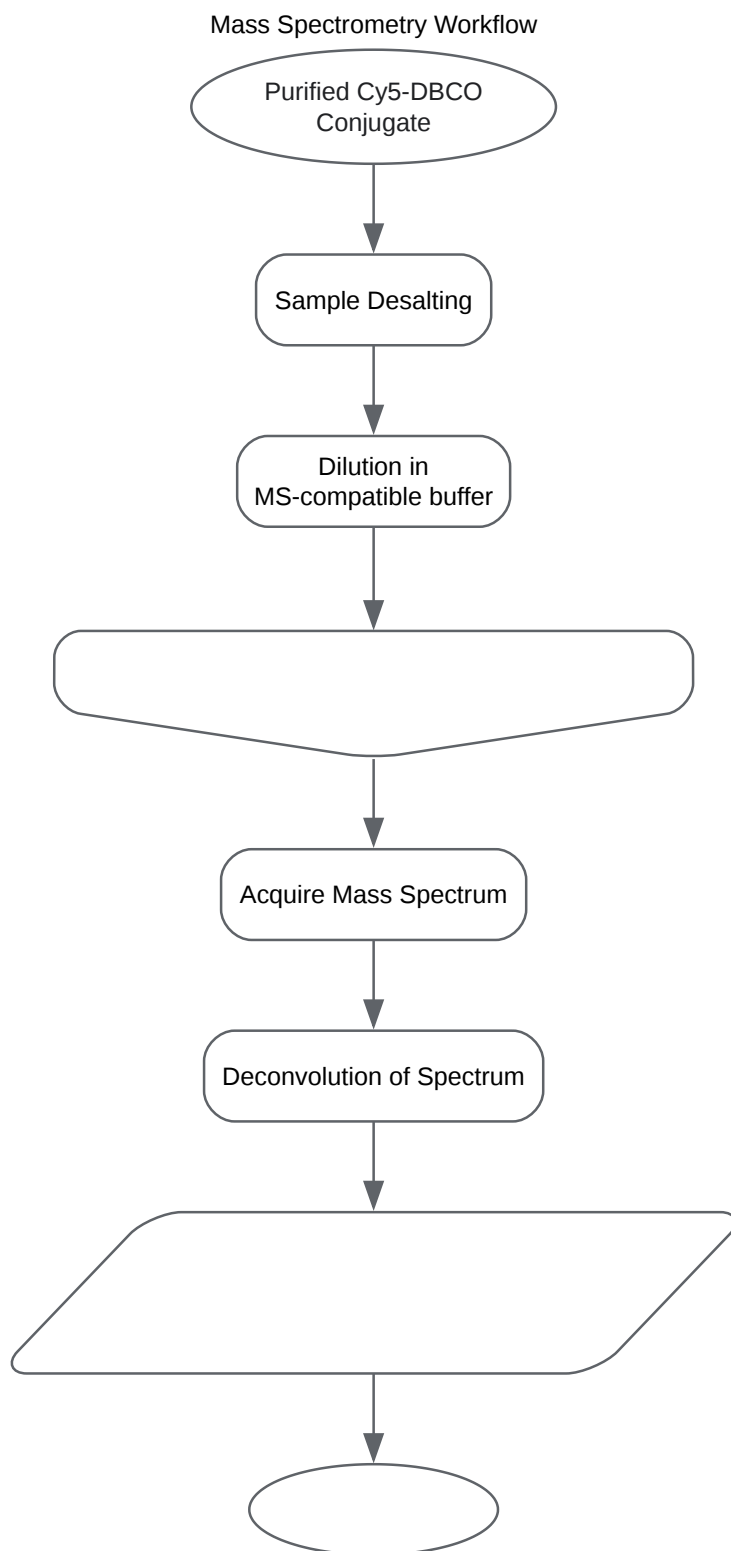 Mass Spectrometry Workflow
Purified Cy5-DBCO
Conjugate
Sample Desalting
Dilution in
MS-compatible buffer
Acquire Mass Spectrum
Deconvolution of Spectrum